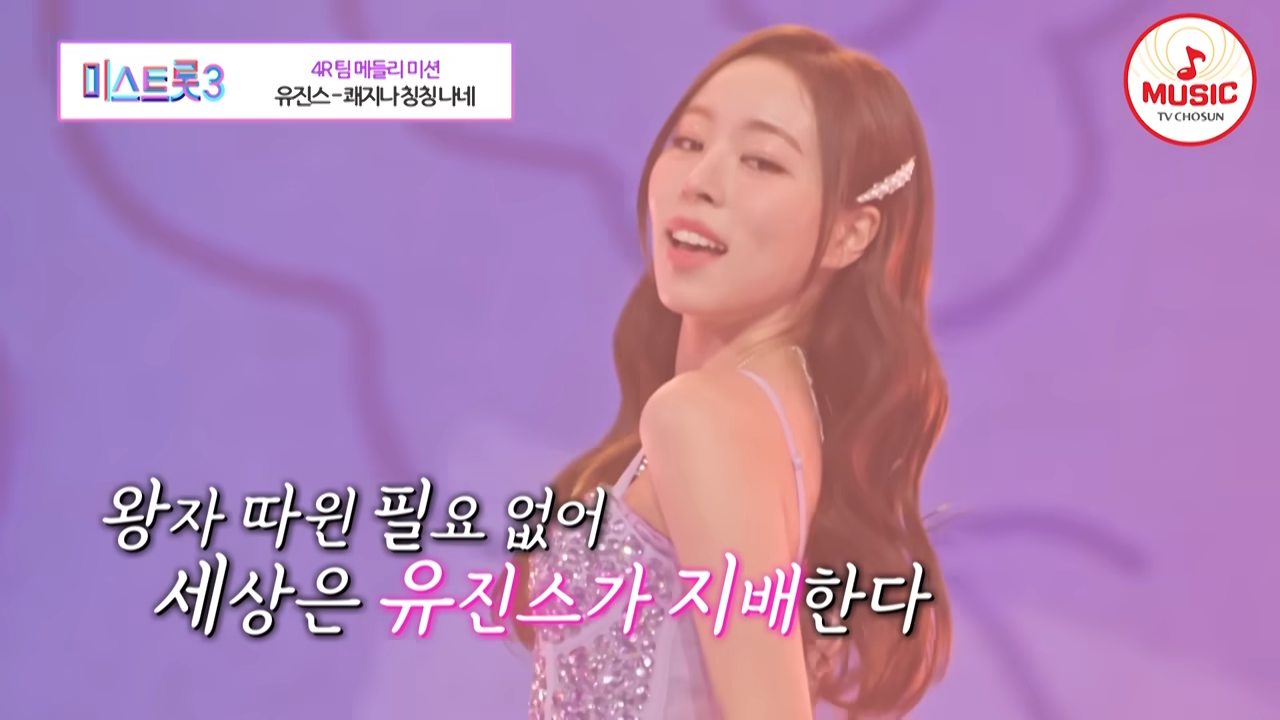 미스트롯3
4R 팀 메들리 미션
유진스 - 쾌지나 칭칭 나네
MUSIC
TV CHOSUN
왕자 따윈 필요 없어
세상은 유진스가 지배한다